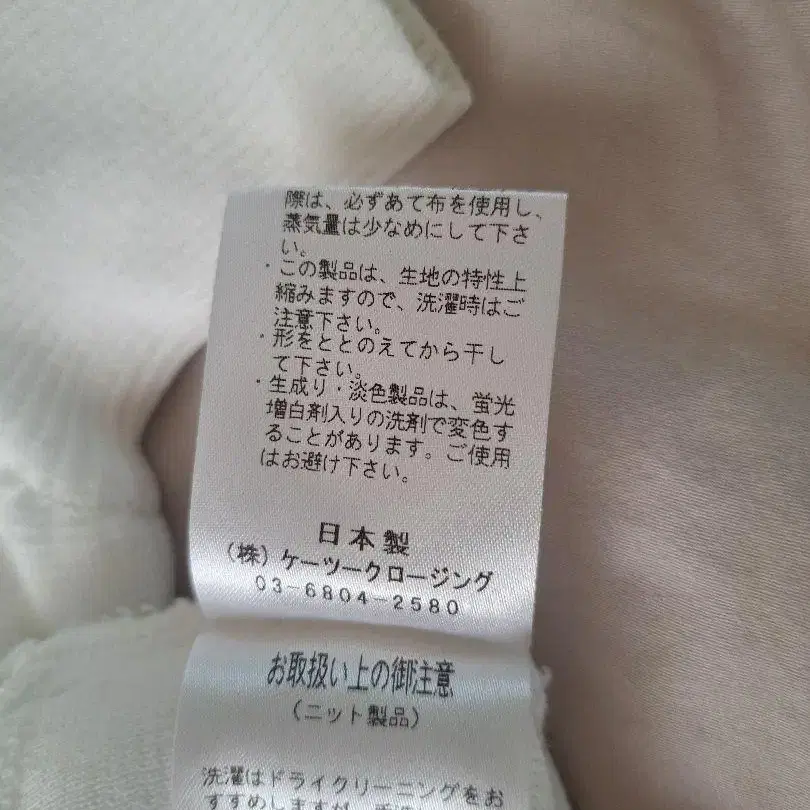 際は、必ずあて布を使用し、
蒸気量は少なめにして下さ
い。
・この製品は、生地の特性上
縮みますので、洗濯時はご
注意下さい。
・形をととのえてから干し
て下さい。
・生成り・淡色製品は、蛍光
増白剤入りの洗剤で変色す
ることがあります。ご使用
はお避け下さい。
日本製
(株)ケーツークロージング
03-6804-2580
お取扱い上の御注意
(ニット製品)
洗濯はドライクリーニングをお
すすめしますが、